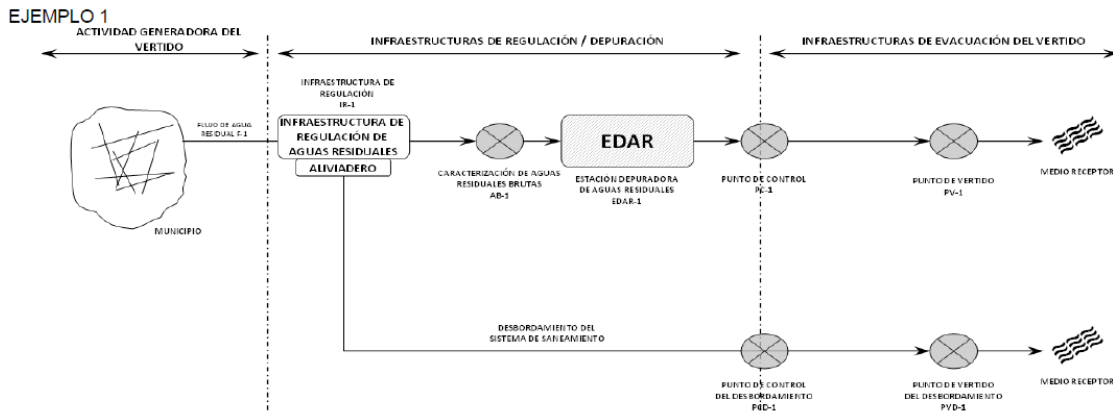 EJEMPLO 1
ACTIVIDAD GENERADORA DEL
VERTIDO
INFRAESTRUCTURAS DE REGULACIÓN / DEPURACIÓN
INFRAESTRUCTURAS DE EVACUACIÓN DEL VERTIDO
INFRAESTRUCTURA DE
REGULACIÓN
IR-1
FLUJO DE AGUA
RESIDUAL F-1
INFRAESTRUCTURA DE
REGULACIÓN DE
AGUAS RESIDUALES
ALIVIADERO
EDAR
CARACTERIZACIÓN DE AGUAS
RESIDUALES BRUTAS
AB-1
ESTACIÓN DEPURADORA
DE AGUAS RESIDUALES
EDAR-1
PUNTO DE CONTROL
PC-1
PUNTO DE VERTIDO
PV-1
MEDIO RECEPTOR
MUNICIPIO
DESBORDAMIENTO DEL
SISTEMA DE SANEAMIENTO
PUNTO DE CONTROL
DEL DESBORDAMIENTO
PCD-1
PUNTO DE VERTIDO
DEL DESBORDAMIENTO
PVD-1
MEDIO RECEPTOR